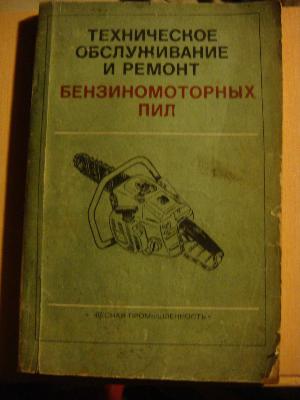 ТЕХНИЧЕСКОЕ
ОБСЛУЖИВАНИЕ
И РЕМОНТ
БЕНЗИНОМОТОРНЫХ
ПИЛ
«ЛЕСНАЯ ПРОМЫШЛЕННОСТЬ»